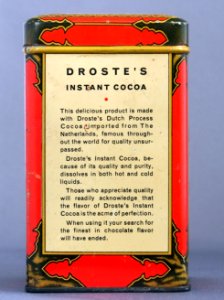 DROSTE'S
INSTANT COCOA
This delicious product is made
with Droste's Dutch Process
Cocoa imported from The
Netherlands, famous through-
out the world for quality unsur-
passed.
Droste's Instant Cocoa, be-
cause of its quality and purity,
dissolves in both hot and cold
liquids.
Those who appreciate quality
will readily acknowledge that
the flavor of Droste's Instant
Cocoa is the acme of perfection.
When using it your search for
the finest in chocolate flavor
will have ended.